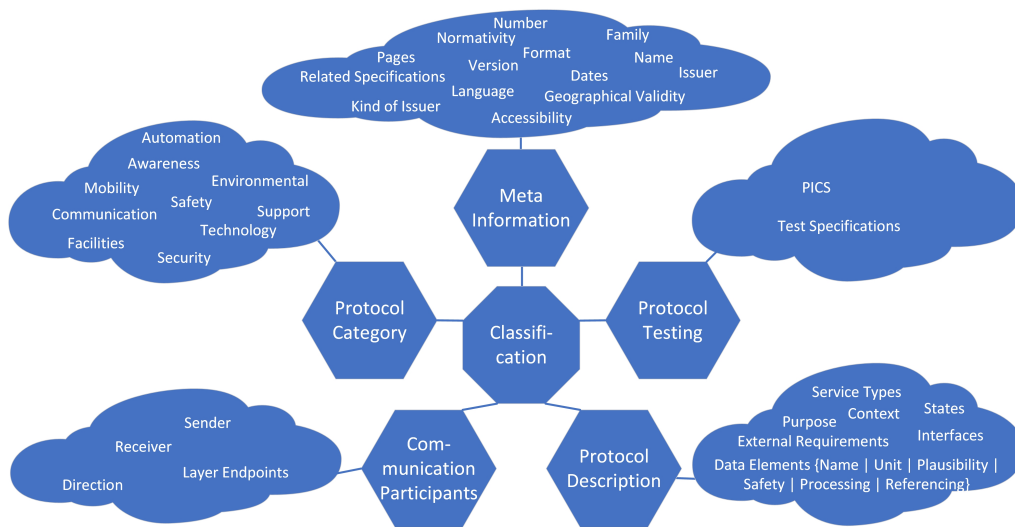 Number
Normativity
Family
Format
Pages
Version
Name
Related Specifications
Dates
Issuer
Language
Geographical Validity
Kind of Issuer
Accessibility
Automation
Awareness
Mobility
Environmental
Safety
Communication
Support
Technology
Facilities
Security
Meta
Information
PICS
Test Specifications
Protocol
Category
Classifi-
cation
Protocol
Testing
Sender
Receiver
Layer Endpoints
Direction
Com-
munication
Participants
Protocol
Description
Service Types
Context
States
Purpose
External Requirements
Interfaces
Data Elements {Name | Unit | Plausibility |
Safety | Processing | Referencing}